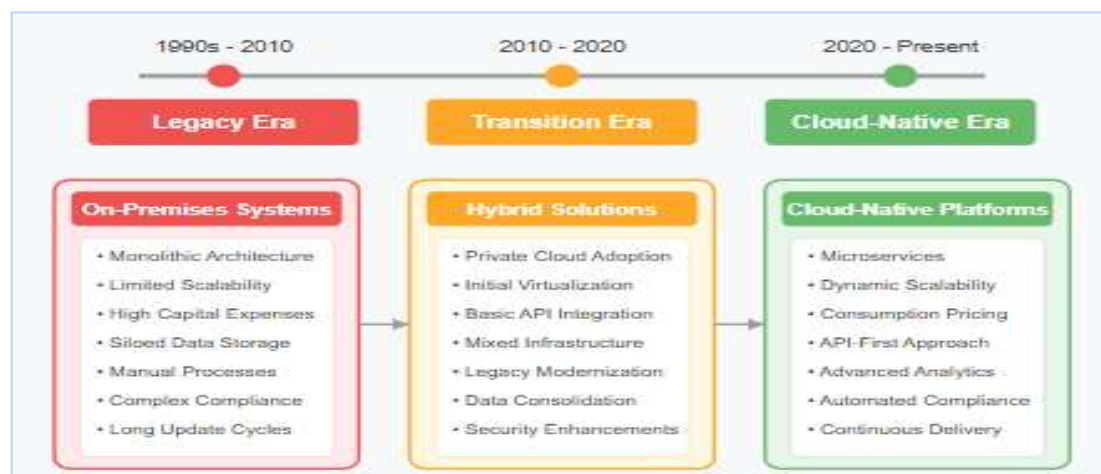 1990s - 2010
2010 - 2020
2020 - Present
Legacy Era
Transition Era
Cloud-Native Era
On-Premises Systems
• Monolithic Architecture
• Limited Scalability
• High Capital Expenses
• Siloed Data Storage
• Manual Processes
• Complex Compliance
• Long Update Cycles
Hybrid Solutions
• Private Cloud Adoption
• Initial Virtualization
• Basic API Integration
• Mixed Infrastructure
• Legacy Modernization
• Data Consolidation
• Security Enhancements
Cloud-Native Platforms
• Microservices
• Dynamic Scalability
• Consumption Pricing
• API-First Approach
• Advanced Analytics
• Automated Compliance
• Continuous Delivery